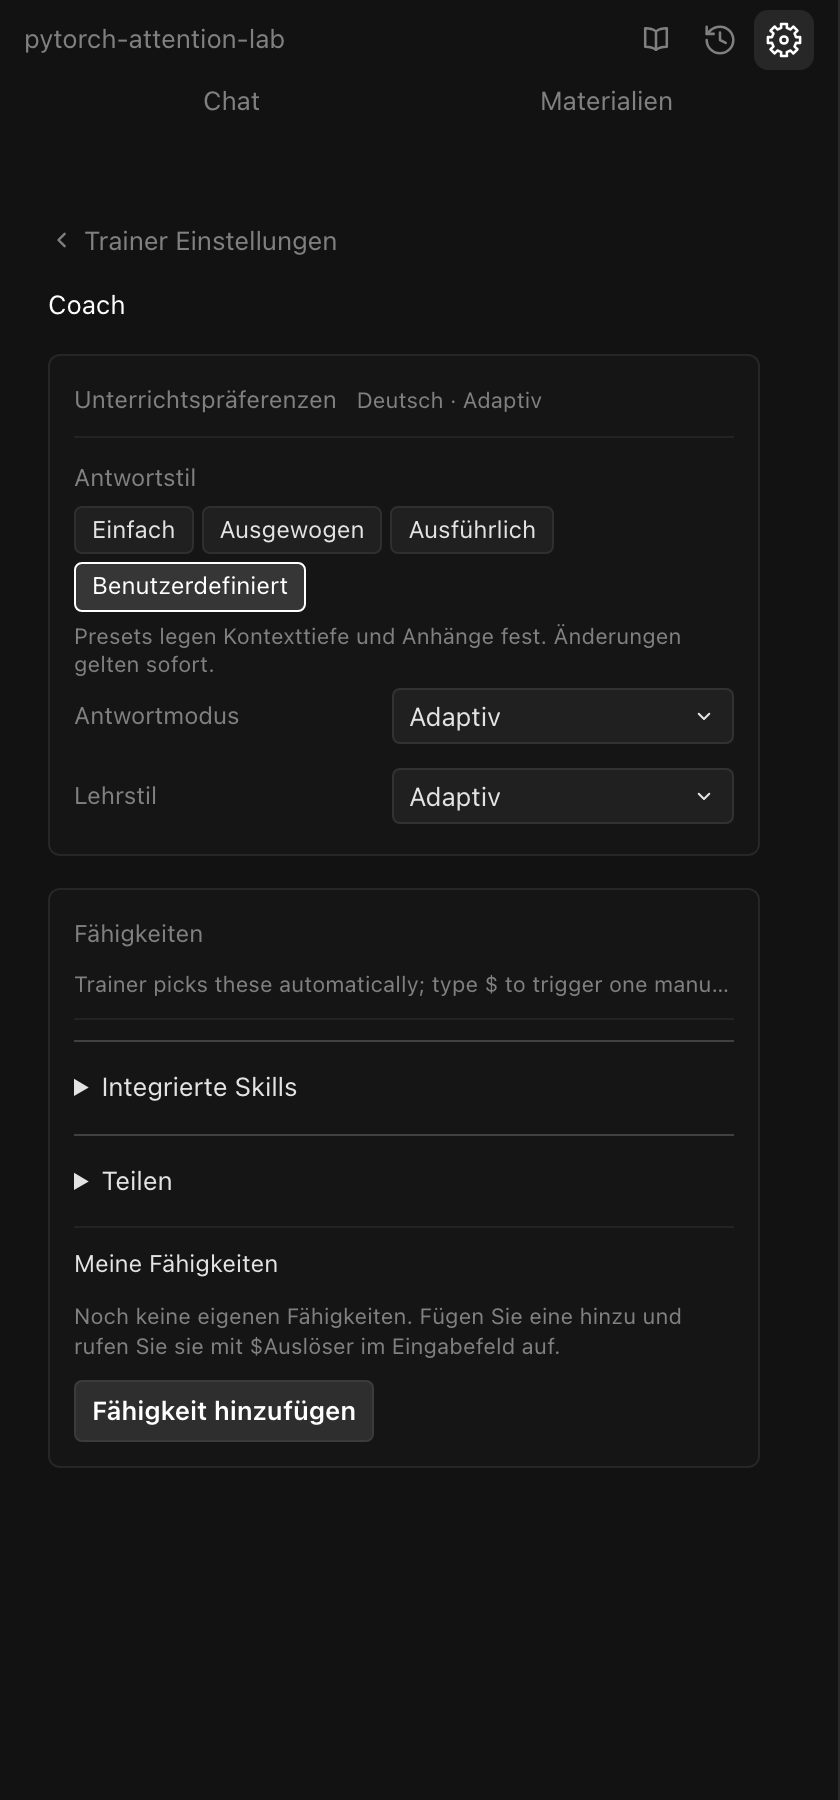 pytorch-attention-lab
Chat
Materialien
Trainer Einstellungen
Coach
Unterrichtspräferenzen Deutsch · Adaptiv
Antwortstil
Einfach Ausgewogen Ausführlich
Benutzerdefiniert
Presets legen Kontexttiefe und Anhänge fest. Änderungen
gelten sofort.
Antwortmodus Adaptiv
Lehrstil Adaptiv
Fähigkeiten
Trainer picks these automatically; type $ to trigger one manu...
Integrierte Skills
Teilen
Meine Fähigkeiten
Noch keine eigenen Fähigkeiten. Fügen Sie eine hinzu und
rufen Sie sie mit $Auslöser im Eingabefeld auf.
Fähigkeit hinzufügen